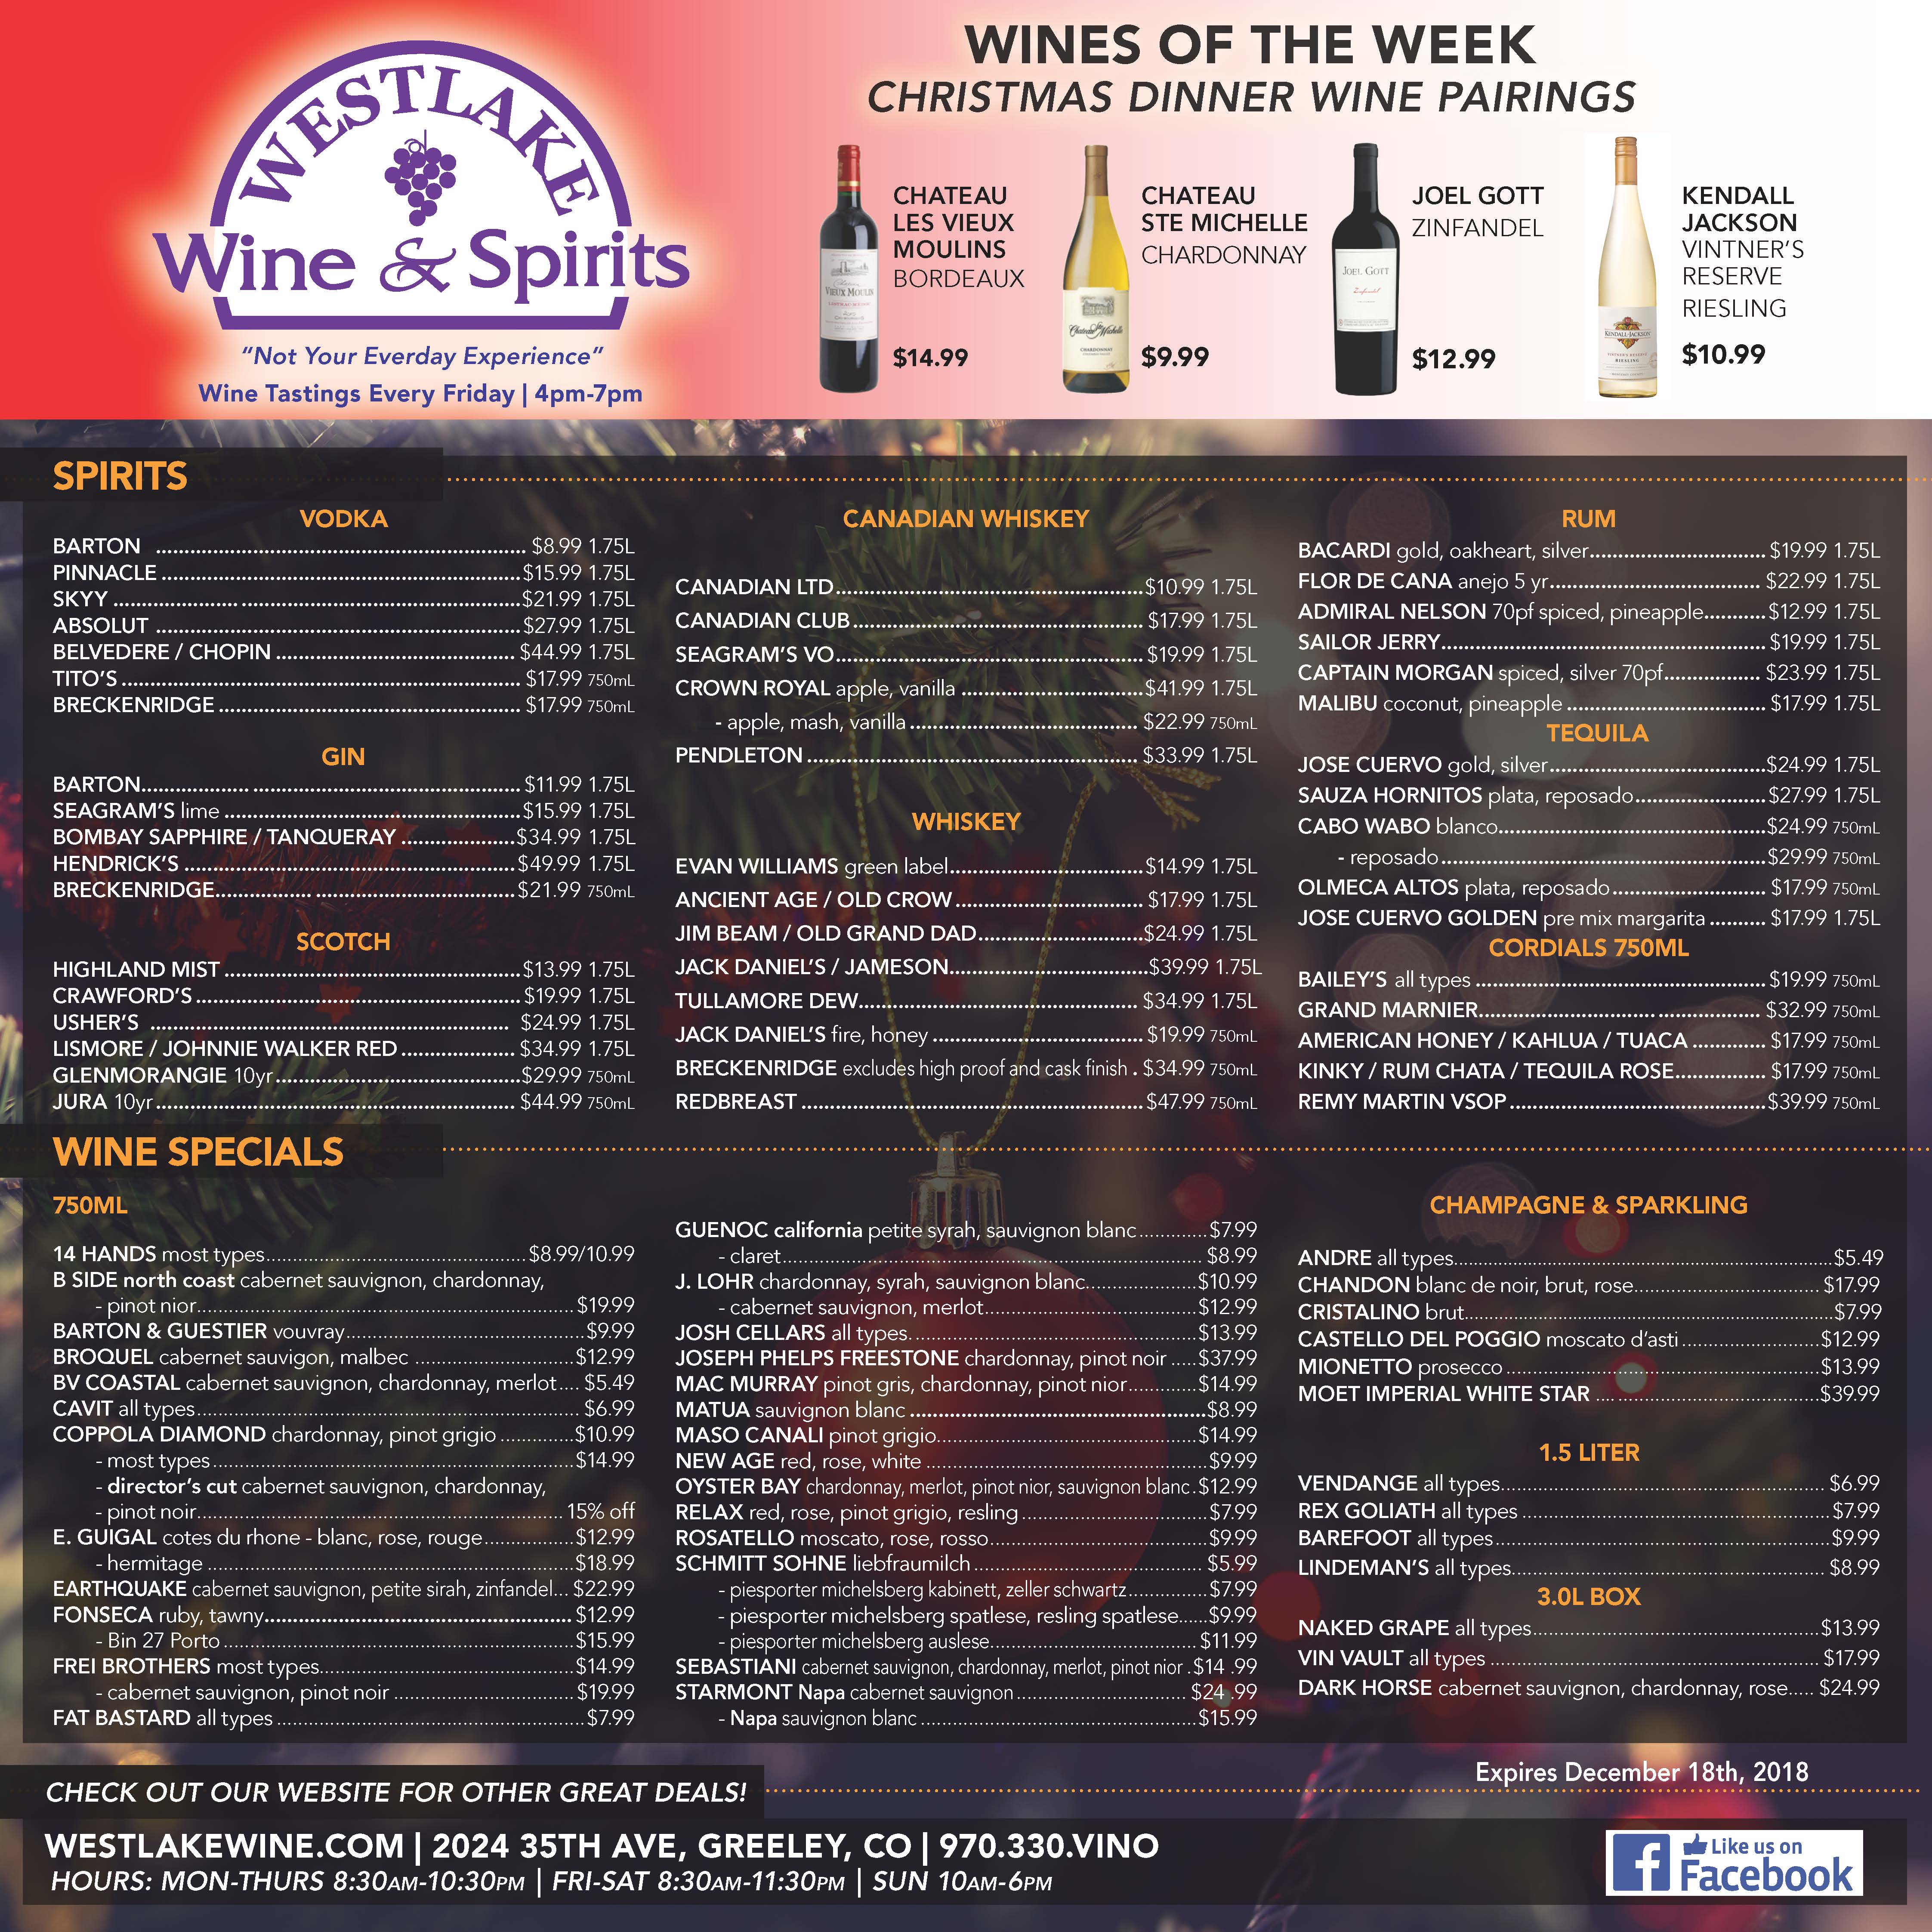 WESTLAKE
Wine & Spirits
“Not Your Everday Experience”
Wine Tastings Every Friday | 4pm-7pm
WINES OF THE WEEK
CHRISTMAS DINNER WINE PAIRINGS
CHATEAU
LES VIEUX
MOULINS
BORDEAUX
$14.99
CHATEAU
STE MICHELLE
CHARDONNAY
$9.99
JOEL GOTT
ZINFANDEL
$12.99
KENDALL
JACKSON
VINTNER’S
RESERVE
RIESLING
$10.99
SPIRITS
VODKA
BARTON $8.99 1.75L
PINNACLE $15.99 1.75L
SKYY $21.99 1.75L
ABSOLUT $27.99 1.75L
BELVEDERE / CHOPIN $44.99 1.75L
TITO’S $17.99 750mL
BRECKENRIDGE $17.99 750mL
GIN
BARTON $11.99 1.75L
SEAGRAM’S lime $15.99 1.75L
BOMBAY SAPPHIRE / TANQUERAY $34.99 1.75L
HENDRICK’S $49.99 1.75L
BRECKENRIDGE $21.99 750mL
SCOTCH
HIGHLAND MIST $13.99 1.75L
CRAWFORD’S $19.99 1.75L
USHER’S $24.99 1.75L
LISMORE / JOHNNIE WALKER RED $34.99 1.75L
GLENMORANGIE 10yr $29.99 750mL
JURA 10yr $44.99 750mL
CANADIAN WHISKEY
CANADIAN LTD $10.99 1.75L
CANADIAN CLUB $17.99 1.75L
SEAGRAM’S VO $19.99 1.75L
CROWN ROYAL apple, vanilla $41.99 1.75L
- apple, mash, vanilla $22.99 750mL
PENDLETON $33.99 1.75L
WHISKEY
EVAN WILLIAMS green label $14.99 1.75L
ANCIENT AGE / OLD CROW $17.99 1.75L
JIM BEAM / OLD GRAND DAD $24.99 1.75L
JACK DANIEL’S / JAMESON $39.99 1.75L
TULLAMORE DEW $34.99 1.75L
JACK DANIEL’S fire, honey $19.99 750mL
BRECKENRIDGE excludes high proof and cask finish . $34.99 750mL
REDBREAST $47.99 750mL
RUM
BACARDI gold, oakheart, silver $19.99 1.75L
FLOR DE CANA anejo 5 yr $22.99 1.75L
ADMIRAL NELSON 70pf spiced, pineapple $12.99 1.75L
SAILOR JERRY $19.99 1.75L
CAPTAIN MORGAN spiced, silver 70pf $23.99 1.75L
MALIBU coconut, pineapple $17.99 1.75L
TEQUILA
JOSE CUERVO gold, silver $24.99 1.75L
SAUZA HORNITOS plata, reposado $27.99 1.75L
CABO WABO blanco $24.99 750mL
- reposado $29.99 750mL
OLMECA ALTOS plata, reposado $17.99 750mL
JOSE CUERVO GOLDEN pre mix margarita $17.99 1.75L
CORDIALS 750ML
BAILEY’S all types $19.99 750mL
GRAND MARNIER $32.99 750mL
AMERICAN HONEY / KAHLUA / TUACA $17.99 750mL
KINKY / RUM CHATA / TEQUILA ROSE $17.99 750mL
REMY MARTIN VSOP $39.99 750mL
WINE SPECIALS
750ML
14 HANDS most types $8.99/10.99
B SIDE north coast cabernet sauvignon, chardonnay,
- pinot nior $19.99
BARTON & GUESTIER vouvray $9.99
BROQUEL cabernet sauvigon, malbec $12.99
BV COASTAL cabernet sauvignon, chardonnay, merlot $5.49
CAVIT all types $6.99
COPPOLA DIAMOND chardonnay, pinot grigio $10.99
- most types $14.99
- director’s cut cabernet sauvignon, chardonnay,
- pinot noir 15% off
E. GUIGAL cotes du rhone - blanc, rose, rouge $12.99
- hermitage $18.99
EARTHQUAKE cabernet sauvignon, petite sirah, zinfandel $22.99
FONSECA ruby, tawny $12.99
- Bin 27 Porto $15.99
FREI BROTHERS most types $14.99
- cabernet sauvignon, pinot noir $19.99
FAT BASTARD all types $7.99
GUENOC california petite syrah, sauvignon blanc $7.99
- claret $8.99
J. LOHR chardonnay, syrah, sauvignon blanc $10.99
- cabernet sauvignon, merlot $12.99
JOSH CELLARS all types $13.99
JOSEPH PHELPS FREESTONE chardonnay, pinot noir $37.99
MAC MURRAY pinot gris, chardonnay, pinot nior $14.99
MATUA sauvignon blanc $8.99
MASO CANALI pinot grigio $14.99
NEW AGE red, rose, white $9.99
OYSTER BAY chardonnay, merlot, pinot nior, sauvignon blanc . $12.99
RELAX red, rose, pinot grigio, resling $7.99
ROSATELLO moscato, rose, rosso $9.99
SCHMITT SOHNE liebfraumilch $5.99
- piesporter michelsberg kabinett, zeller schwartz $7.99
- piesporter michelsberg spatlese, resling spatlese $9.99
- piesporter michelsberg auslese $11.99
SEBASTIANI cabernet sauvignon, chardonnay, merlot, pinot nior . $14 .99
STARMONT Napa cabernet sauvignon $24 .99
- Napa sauvignon blanc $15.99
CHAMPAGNE & SPARKLING
ANDRE all types $5.49
CHANDON blanc de noir, brut, rose $17.99
CRISTALINO brut $7.99
CASTELLO DEL POGGIO moscato d’asti $12.99
MIONETTO prosecco $13.99
MOET IMPERIAL WHITE STAR $39.99
1.5 LITER
VENDANGE all types $6.99
REX GOLIATH all types $7.99
BAREFOOT all types $9.99
LINDEMAN’S all types $8.99
3.0L BOX
NAKED GRAPE all types $13.99
VIN VAULT all types $17.99
DARK HORSE cabernet sauvignon, chardonnay, rose $24.99
Expires December 18th, 2018
CHECK OUT OUR WEBSITE FOR OTHER GREAT DEALS!
WESTLAKEWINE.COM | 2024 35TH AVE, GREELEY, CO | 970.330.VINO
HOURS: MON-THURS 8:30AM-10:30PM | FRI-SAT 8:30AM-11:30PM | SUN 10AM-6PM
f Like us on
Facebook